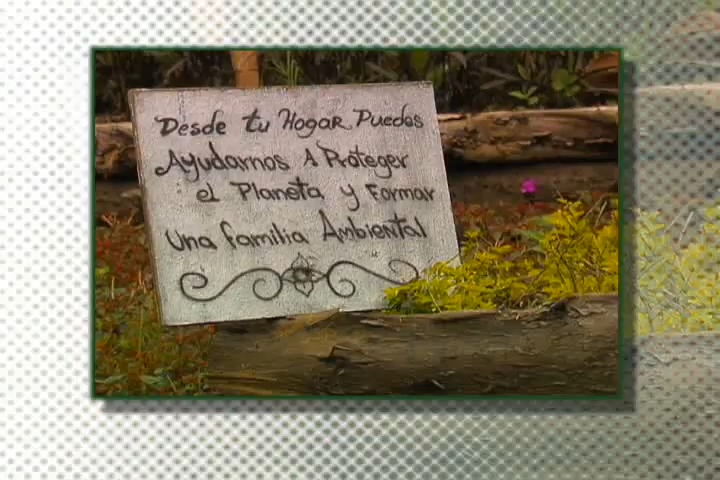 Desde tu Hogar Puedes
Ayudarnos A Proteger
el Planeta y Formar
Una familia Ambiental